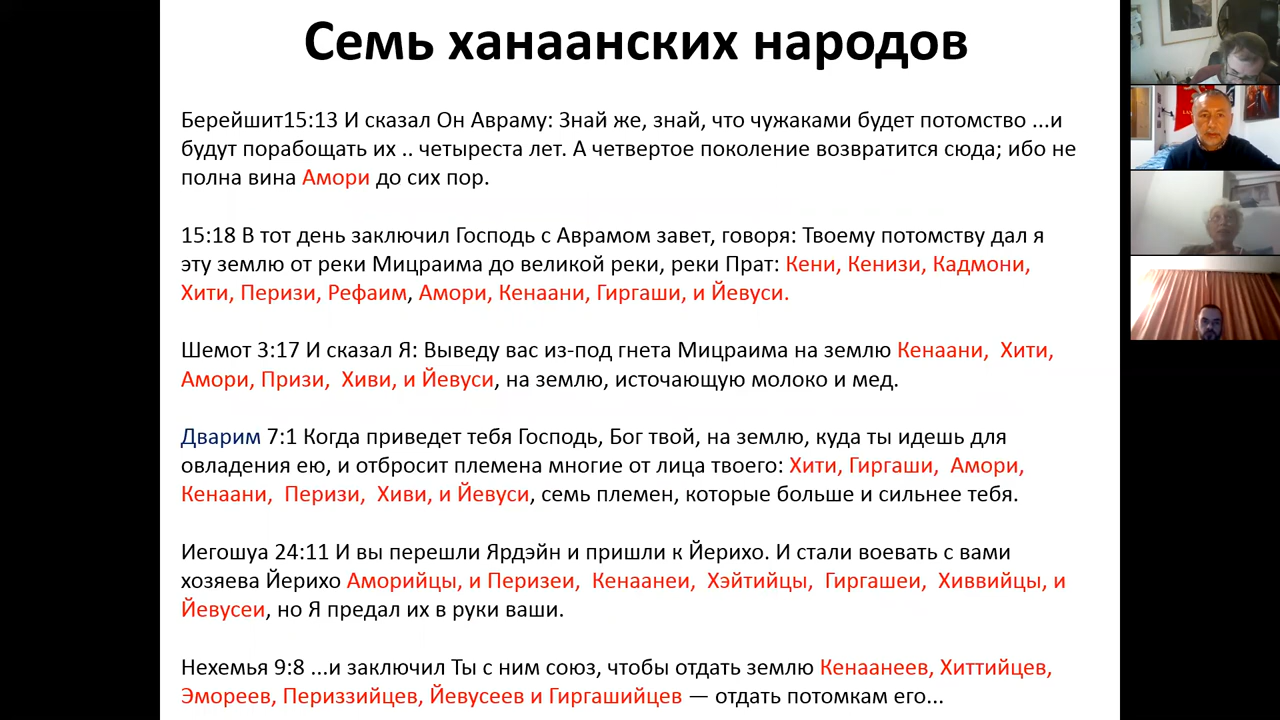 Семь ханаанских народов
Берейшит15:13 И сказал Он Авраму: Знай же, знай, что чужаками будет потомство ...и
будут порабощать их .. четыреста лет. А четвертое поколение возвратится сюда; ибо не
полна вина Амори до сих пор.
15:18 В тот день заключил Господь с Аврамом завет, говоря: Твоему потомству дал я
эту землю от реки Мицраима до великой реки, реки Прат: Кени, Кенизи, Кадмони,
Хити, Перизи, Рефаим, Амори, Кенаани, Гиргаши, и Йевуси.
Шемот 3:17 И сказал Я: Выведу вас из-под гнета Мицраима на землю Кенаани, Хити,
Амори, Призи, Хиви, и Йевуси, на землю, источающую молоко и мед.
Дварим 7:1 Когда приведет тебя Господь, Бог твой, на землю, куда ты идешь для
овладения ею, и отбросит племена многие от лица твоего: Хити, Гиргаши, Амори,
Кенаани, Перизи, Хиви, и Йевуси, семь племен, которые больше и сильнее тебя.
Иегошуа 24:11 И вы перешли Ярдэйн и пришли к Йерихо. И стали воевать с вами
хозяева Йерихо Аморийцы, и Перизеи, Кенаанеи, Хэйтийцы, Гиргашеи, Хиввийцы, и
Йевусеи, но Я предал их в руки ваши.
Нехемья 9:8 ...и заключил Ты с ним союз, чтобы отдать землю Кенаанеев, Хиттийцев,
Эмореев, Периззийцев, Йевусеев и Гиргашийцев — отдать потомкам его...